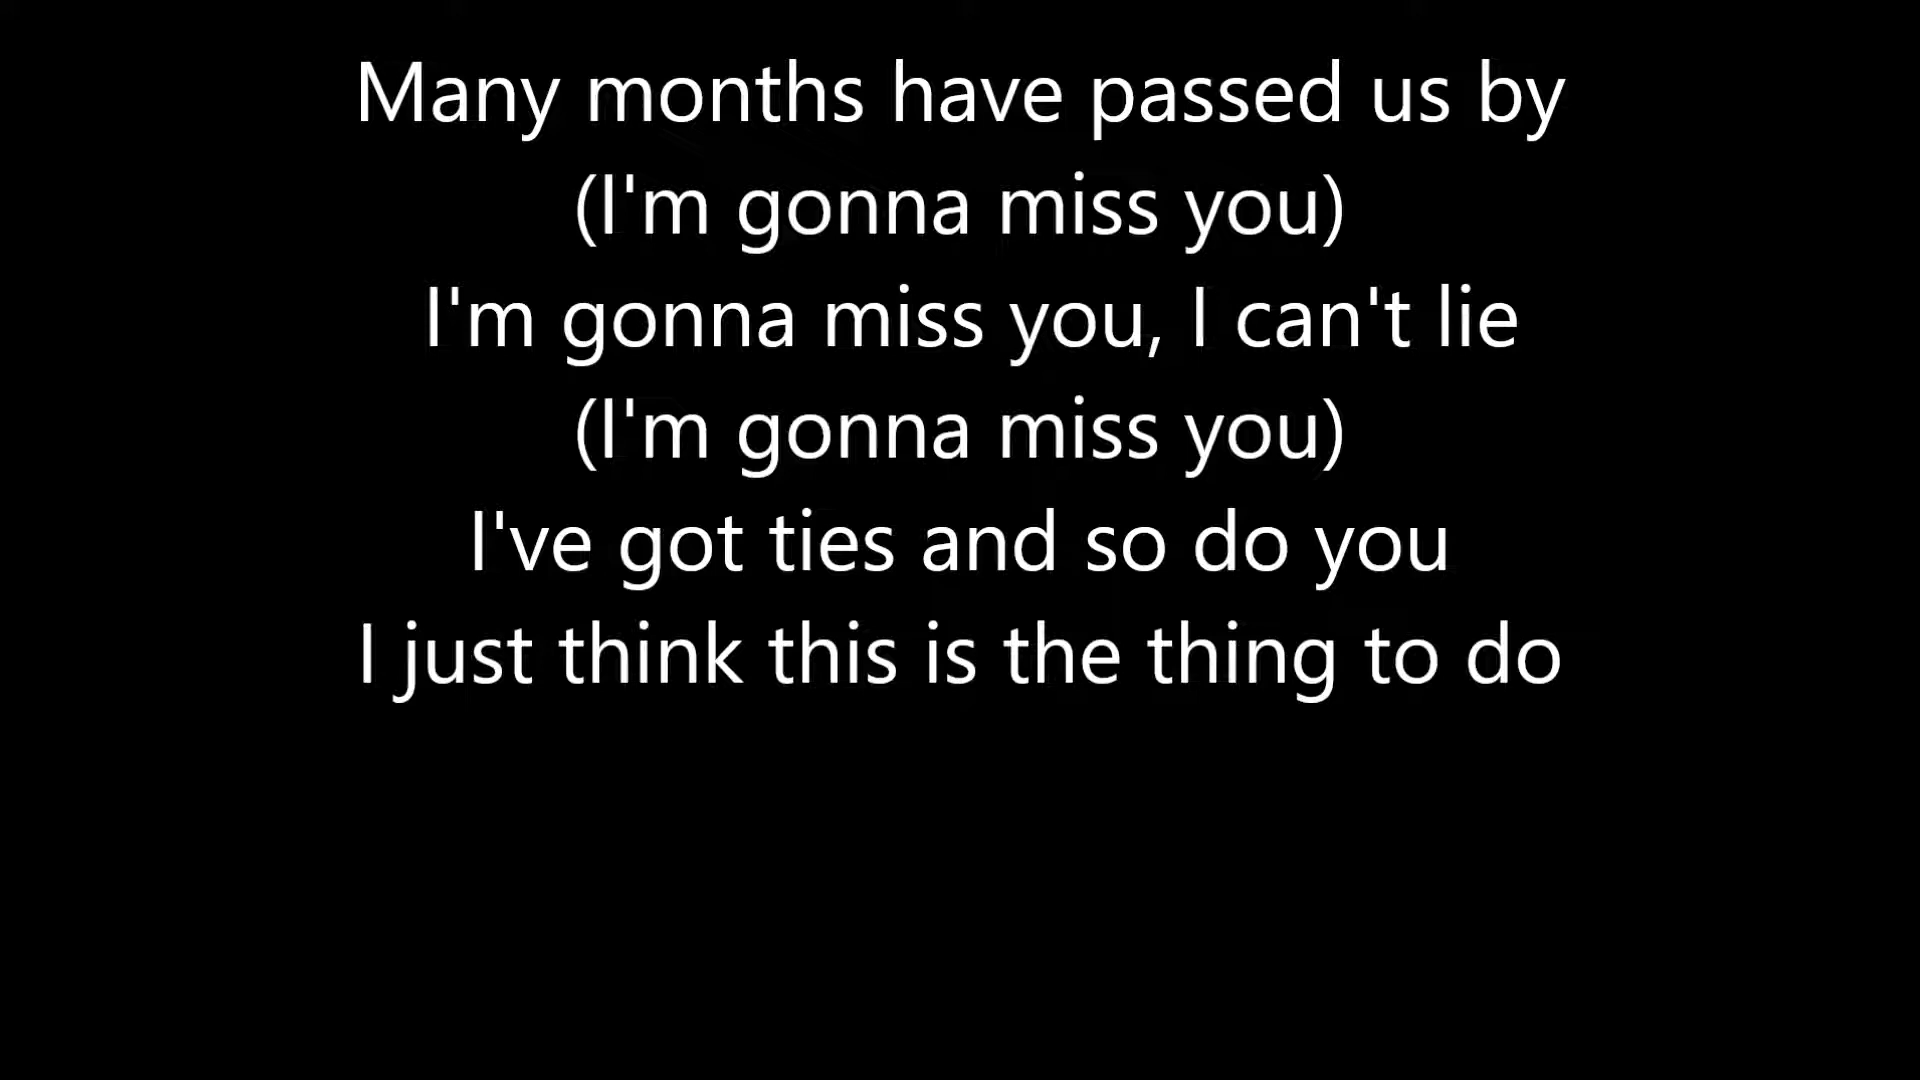 Many months have passed us by
(I'm gonna miss you)
I'm gonna miss you, I can't lie
(I'm gonna miss you)
I've got ties and so do you
I just think this is the thing to do